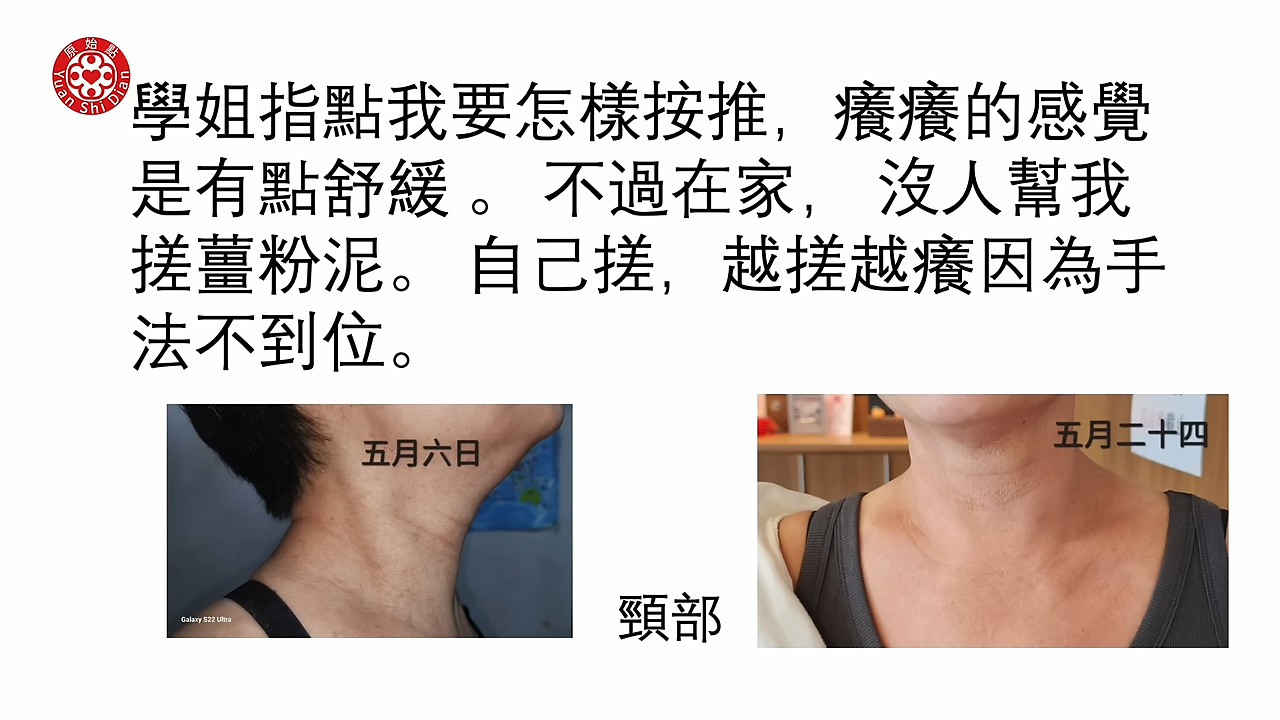 原始點
Yuan Shi Dian
學姐指點我要怎樣按推，癢癢的感覺
是有點舒緩 。 不過在家， 沒人幫我
搓薑粉泥。 自己搓，越搓越癢因為手
法不到位。
五月六日
五月二十四
Galaxy S22 Ultra
頸部